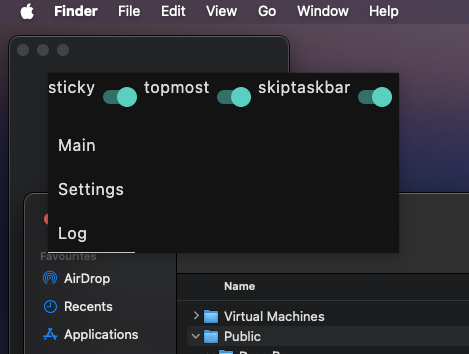 Finder File Edit View Go Window Help
sticky topmost skiptaskbar
Main
Settings
Log
Favourites
AirDrop
Recents
Applications
Name
Virtual Machines
Public